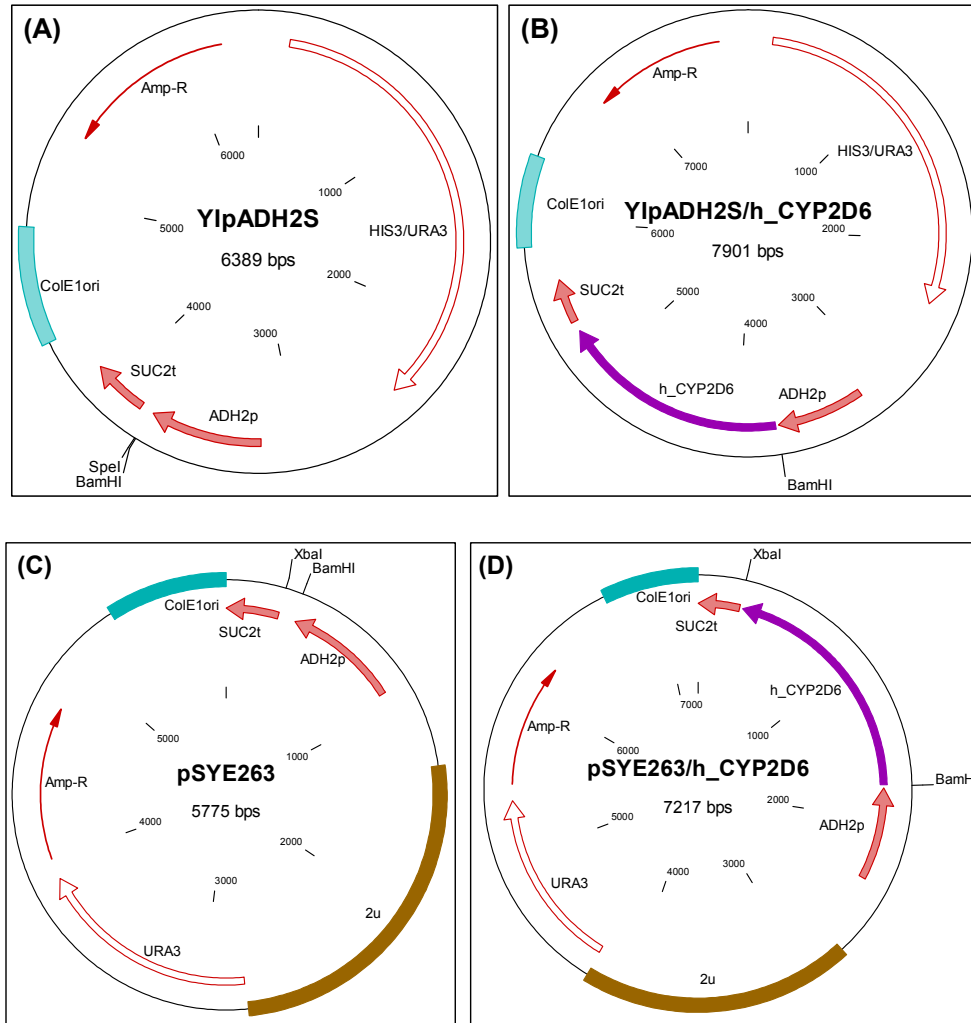 (A)
Amp-R
6000
1000
YIpADH2S
HIS3/URA3
5000
6389 bps
2000
ColE1ori
4000
3000
SUC2t
ADH2p
SpeI
BamHI
(B)
Amp-R
7000
1000
HIS3/URA3
ColE1ori
YIpADH2S/h_CYP2D6
6000
2000
7901 bps
SUC2t
5000
3000
4000
h_CYP2D6
ADH2p
BamHI
(C)
XbaI
BamHI
ColE1ori
SUC2t
ADH2p
5000
1000
Amp-R
pSYE263
5775 bps
4000
2000
3000
2u
URA3
(D)
XbaI
ColE1ori
SUC2t
h_CYP2D6
7000
Amp-R
1000
6000
pSYE263/h_CYP2D6
BamH
7217 bps
2000
ADH2p
5000
URA3
4000
3000
2u